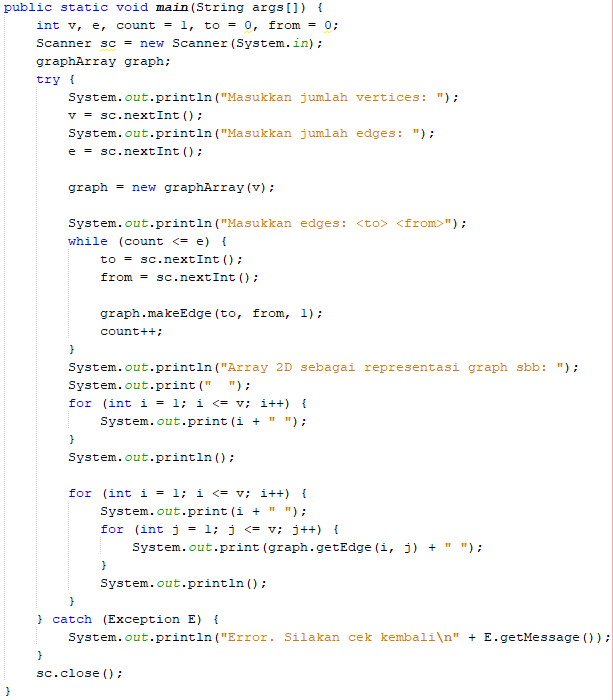 public static void main(String args[]) {
    int v, e, count = 1, to = 0, from = 0;
    Scanner sc = new Scanner(System.in);
    graphArray graph;
    try {
        System.out.println("Masukkan jumlah vertices: ");
        v = sc.nextInt();
        System.out.println("Masukkan jumlah edges: ");
        e = sc.nextInt();

        graph = new graphArray(v);

        System.out.println("Masukkan edges: <to> <from>");
        while (count <= e) {
            to = sc.nextInt();
            from = sc.nextInt();

            graph.makeEdge(to, from, 1);
            count++;
        }
        System.out.println("Array 2D sebagai representasi graph sbb: ");
        System.out.print("  ");
        for (int i = 1; i <= v; i++) {
            System.out.print(i + " ");
        }
        System.out.println();

        for (int i = 1; i <= v; i++) {
            System.out.print(i + " ");
            for (int j = 1; j <= v; j++) {
                System.out.print(graph.getEdge(i, j) + " ");
            }
            System.out.println();
        }
    } catch (Exception E) {
        System.out.println("Error. Silakan cek kembali\n" + E.getMessage());
    }
    sc.close();
}